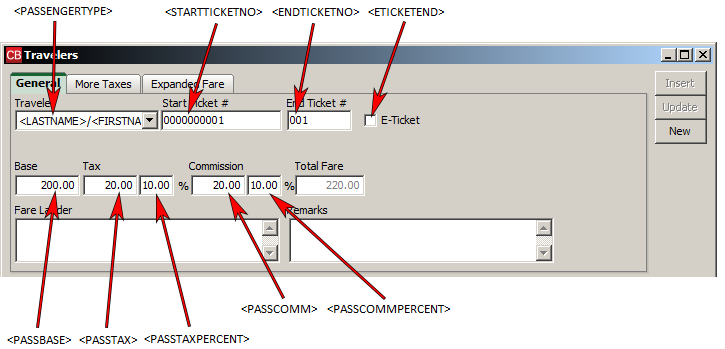 <PASSENGERTYPE> <STARTTICKETNO> <ENDTICKETNO> <ETICKETEND>
CB Travelers
General More Taxes Expanded Fare
Insert
Traveler Start Ticket # End Ticket #
Update
<LASTNAME>/<FIRSTNA 0000000001 001 E-Ticket
New
Base Tax Commission Total Fare
200.00 20.00 10.00 % 20.00 10.00 % 220.00
Fare Ladder Remarks
<PASSCOMM> <PASSCOMMPERCENT>
<PASSBASE> <PASSTAX> <PASSTAXPERCENT>